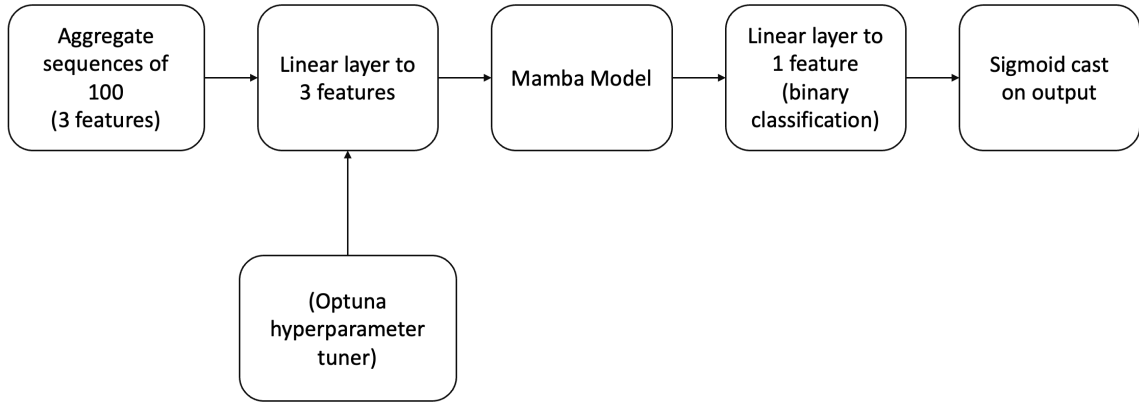 Aggregate
sequences of
100
(3 features)
Linear layer to
3 features
Mamba Model
Linear layer to
1 feature
(binary
classification)
Sigmoid cast
on output
(Optuna
hyperparameter
tuner)